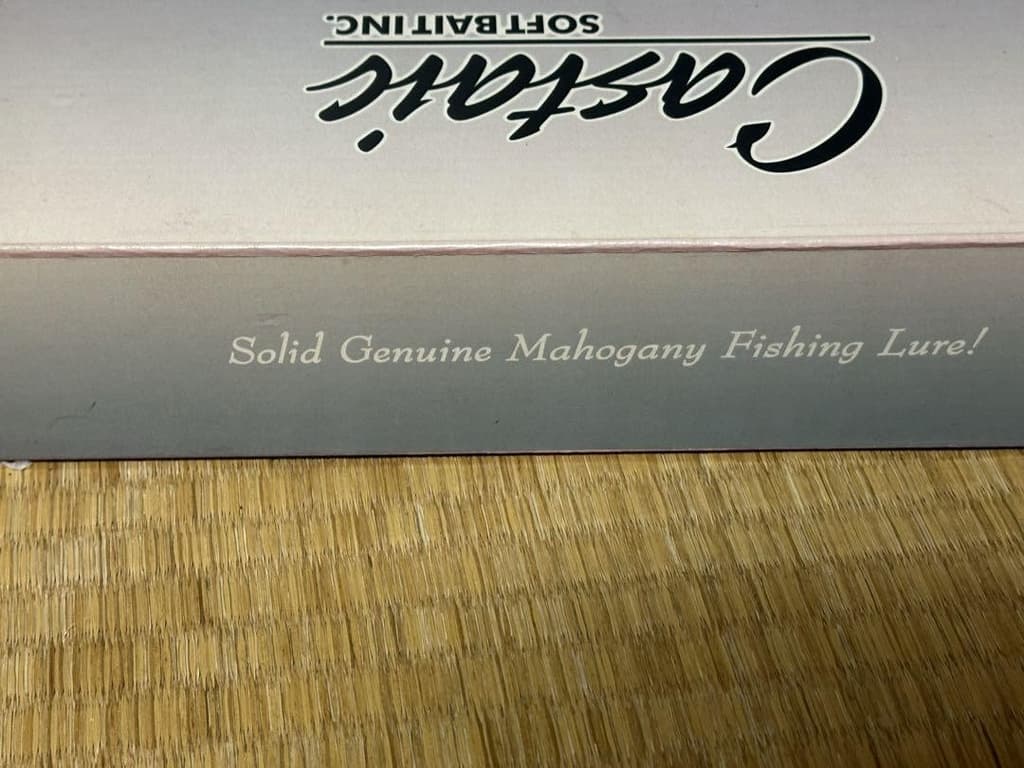 Castaic
SOFT BAIT INC.
Solid Genuine Mahogany Fishing Lure!